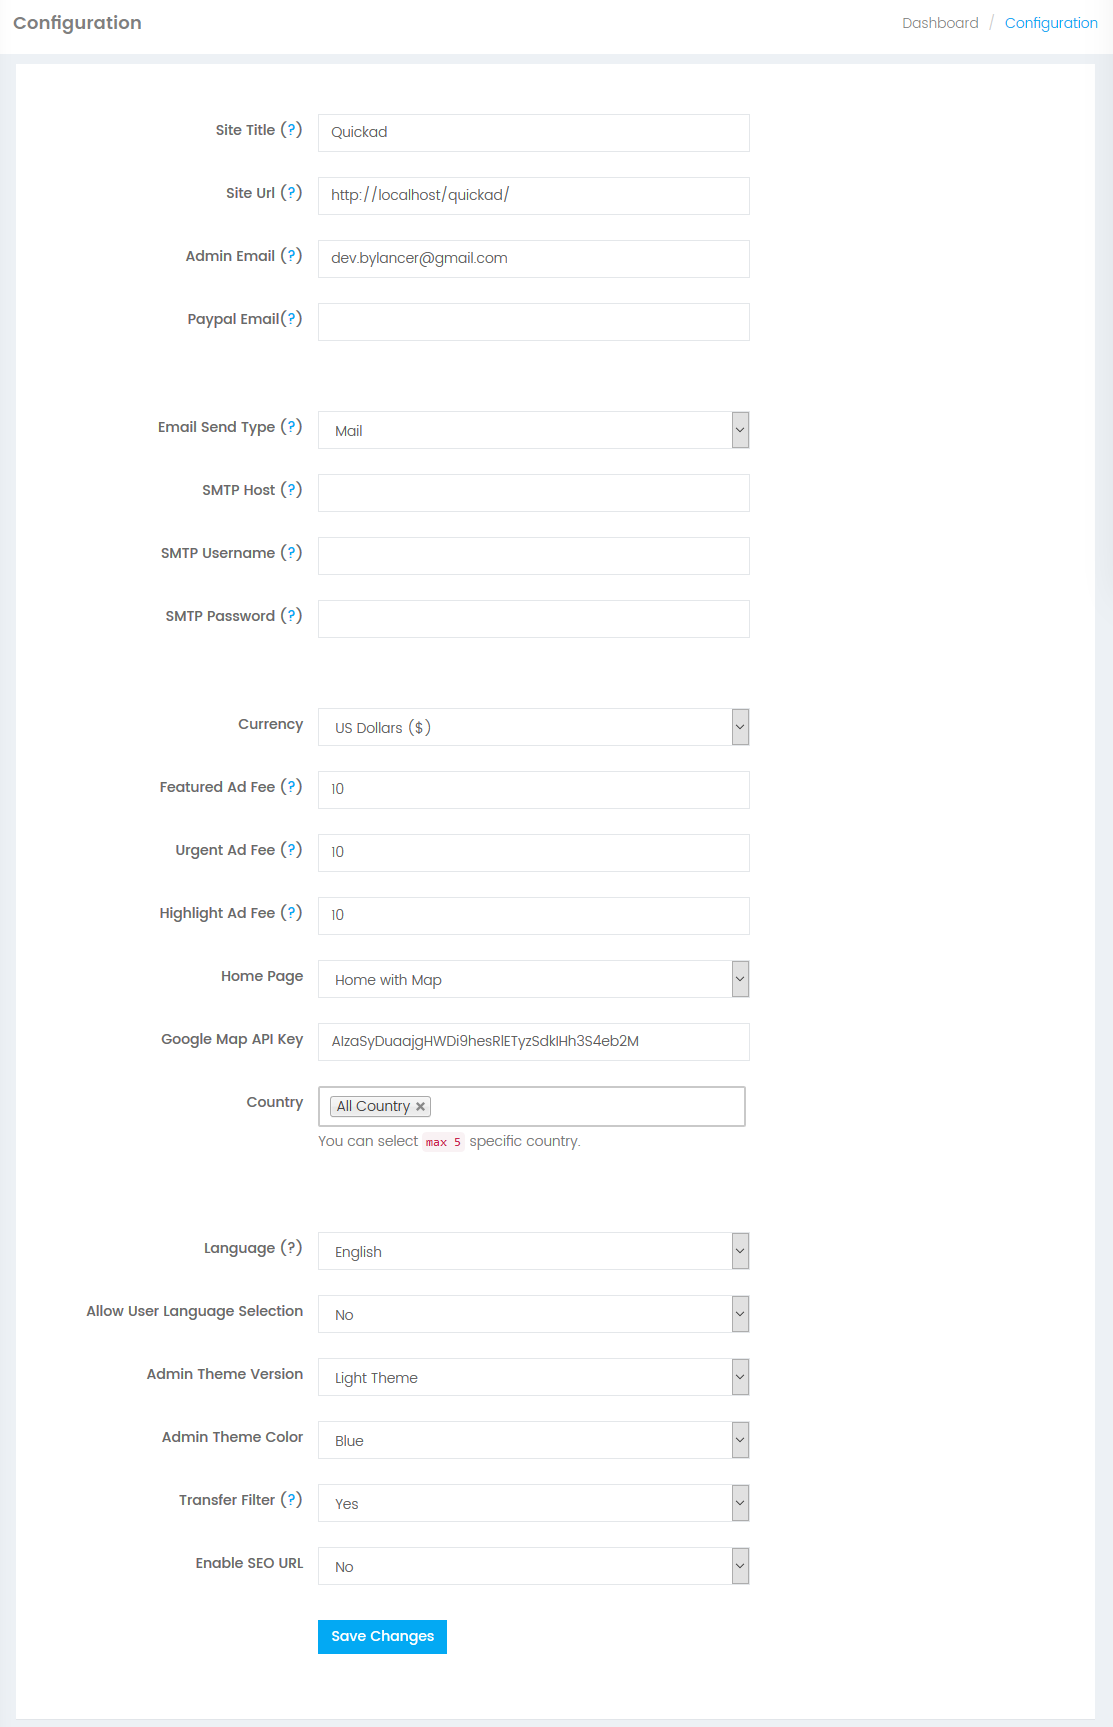 Configuration
Dashboard / Configuration
Site Title (?) Quickad
Site Url (?) http://localhost/quickad/
Admin Email (?) dev.bylancer@gmail.com
Paypal Email(?)
Email Send Type (?) Mail
SMTP Host (?)
SMTP Username (?)
SMTP Password (?)
Currency US Dollars ($)
Featured Ad Fee (?) 10
Urgent Ad Fee (?) 10
Highlight Ad Fee (?) 10
Home Page Home with Map
Google Map API Key AIzaSyDuaajgHWDi9hesRlETyzSdkIHh3S4eb2M
Country All Country ×
You can select max 5 specific country.
Language (?) English
Allow User Language Selection No
Admin Theme Version Light Theme
Admin Theme Color Blue
Transfer Filter (?) Yes
Enable SEO URL No
Save Changes